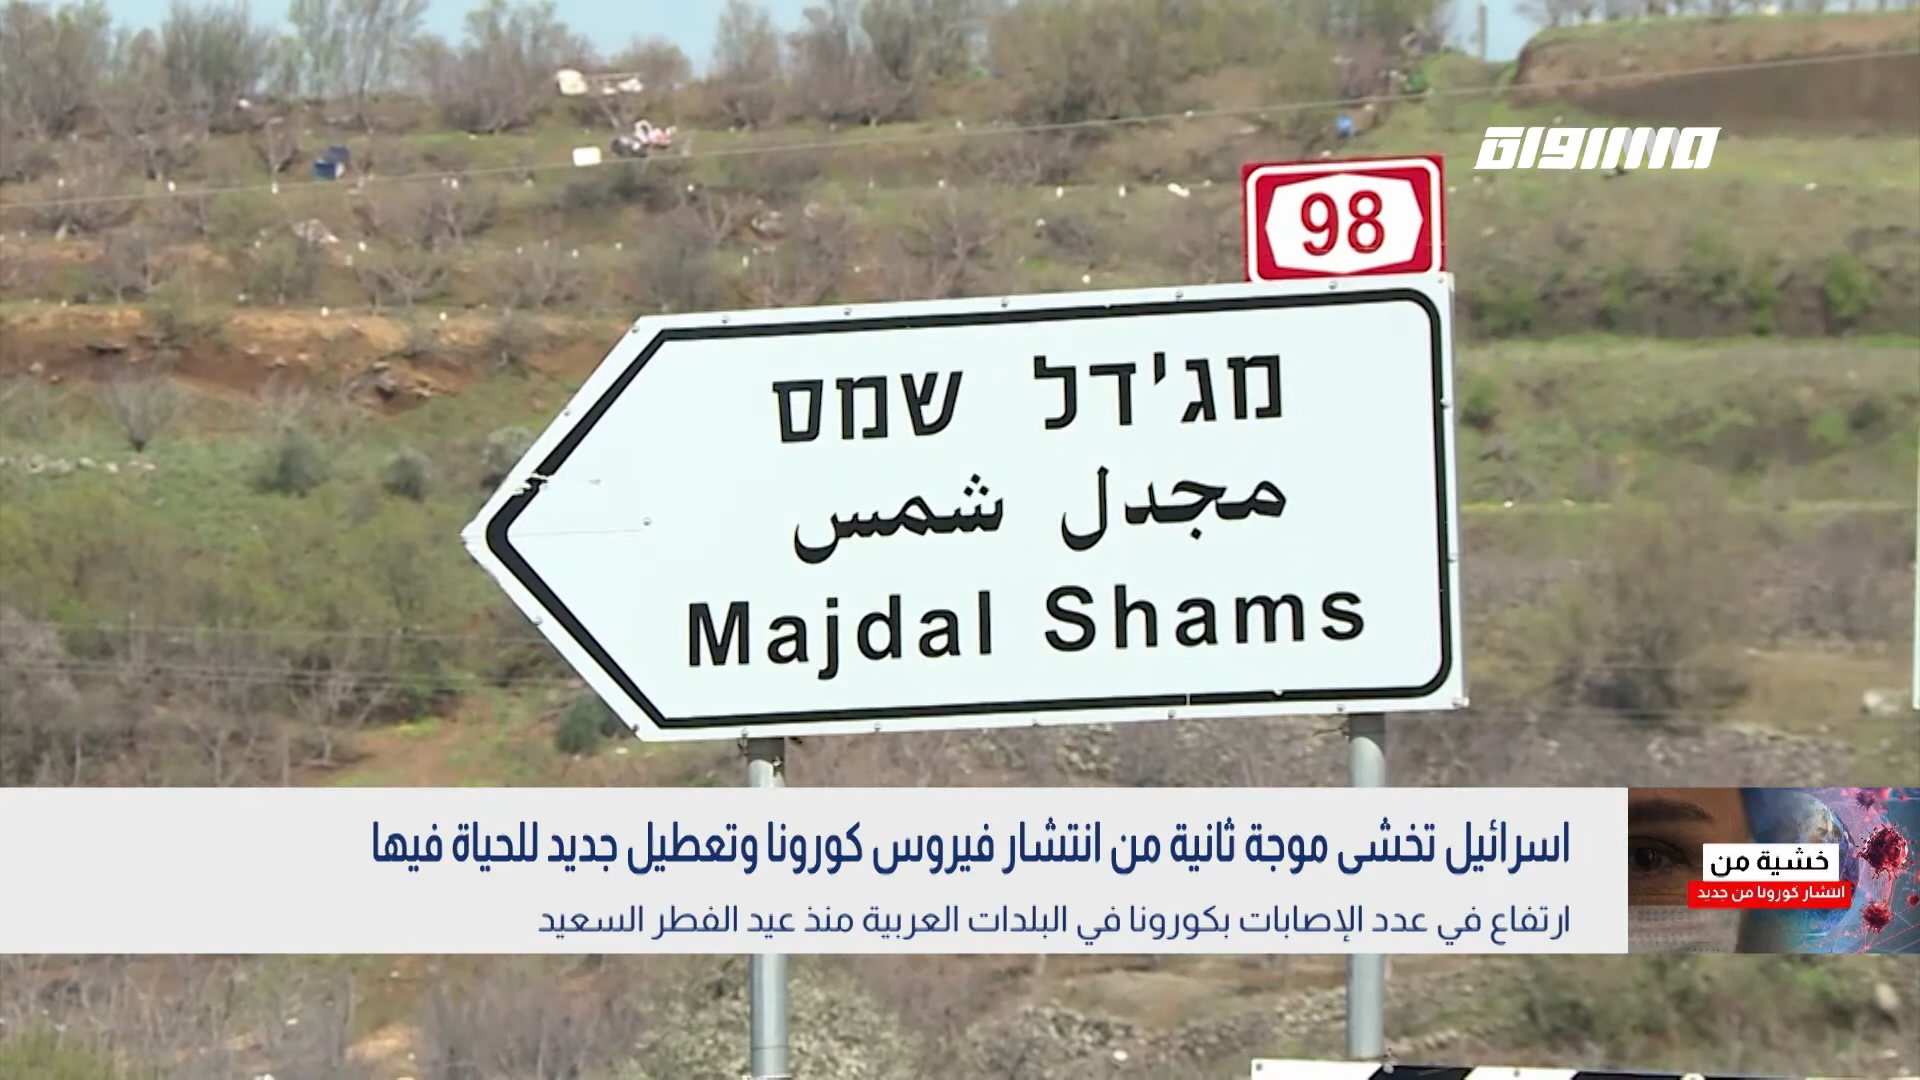 مساواة
98
מג'דל שמס
مجدل شمس
Majdal Shams
اسرائيل تخشى موجة ثانية من انتشار فيروس كورونا وتعطيل جديد للحياة فيها
ارتفاع في عدد الإصابات بكورونا في البلدات العربية منذ عيد الفطر السعيد
خشية من
انتشار كورونا من جديد